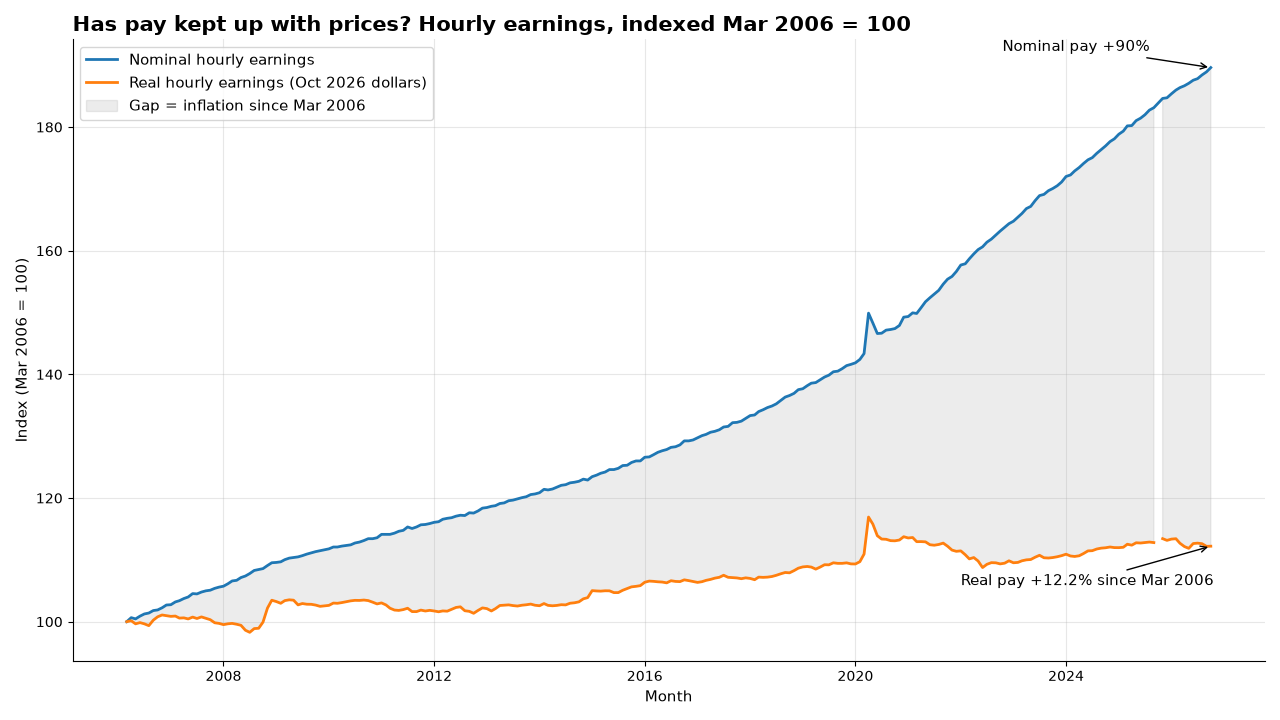 Has pay kept up with prices? Hourly earnings, indexed Mar 2006 = 100
Nominal hourly earnings
Real hourly earnings (Oct 2026 dollars)
Gap = inflation since Mar 2006
Nominal pay +90%
180
160
140
120
100
Index (Mar 2006 = 100)
Real pay +12.2% since Mar 2006
2008
2012
2016
2020
2024
Month